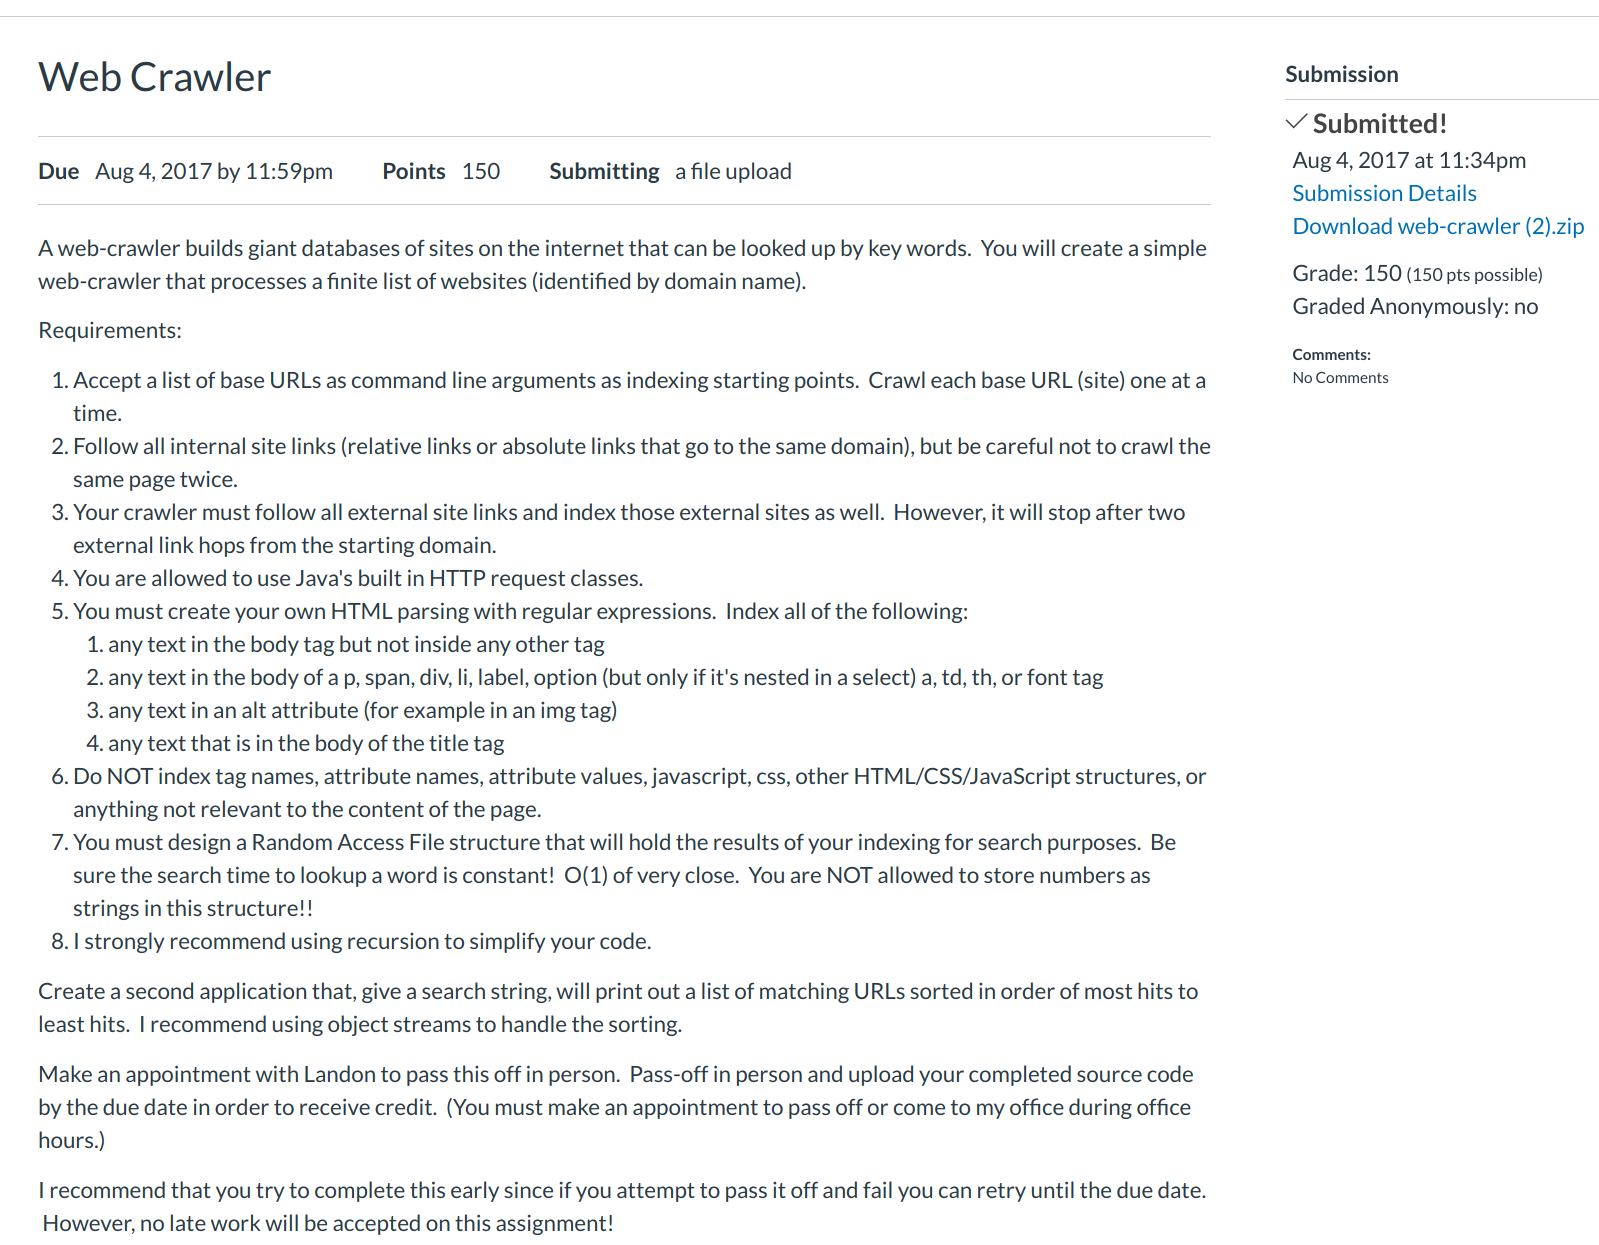 Web Crawler
Due Aug 4, 2017 by 11:59pm Points 150 Submitting a file upload
A web-crawler builds giant databases of sites on the internet that can be looked up by key words. You will create a simple
web-crawler that processes a finite list of websites (identified by domain name).
Requirements:
1. Accept a list of base URLs as command line arguments as indexing starting points. Crawl each base URL (site) one at a
time.
2. Follow all internal site links (relative links or absolute links that go to the same domain), but be careful not to crawl the
same page twice.
3. Your crawler must follow all external site links and index those external sites as well. However, it will stop after two
external link hops from the starting domain.
4. You are allowed to use Java's built in HTTP request classes.
5. You must create your own HTML parsing with regular expressions. Index all of the following:
1. any text in the body tag but not inside any other tag
2. any text in the body of a p, span, div, li, label, option (but only if it's nested in a select) a, td, th, or font tag
3. any text in an alt attribute (for example in an img tag)
4. any text that is in the body of the title tag
6. Do NOT index tag names, attribute names, attribute values, javascript, css, other HTML/CSS/JavaScript structures, or
anything not relevant to the content of the page.
7. You must design a Random Access File structure that will hold the results of your indexing for search purposes. Be
sure the search time to lookup a word is constant! O(1) of very close. You are NOT allowed to store numbers as
strings in this structure!!
8. I strongly recommend using recursion to simplify your code.
Create a second application that, give a search string, will print out a list of matching URLs sorted in order of most hits to
least hits. I recommend using object streams to handle the sorting.
Make an appointment with Landon to pass this off in person. Pass-off in person and upload your completed source code
by the due date in order to receive credit. (You must make an appointment to pass off or come to my office during office
hours.)
I recommend that you try to complete this early since if you attempt to pass it off and fail you can retry until the due date.
However, no late work will be accepted on this assignment!
Submission
Submitted!
Aug 4, 2017 at 11:34pm
Submission Details
Download web-crawler (2).zip
Grade: 150 (150 pts possible)
Graded Anonymously: no
Comments:
No Comments